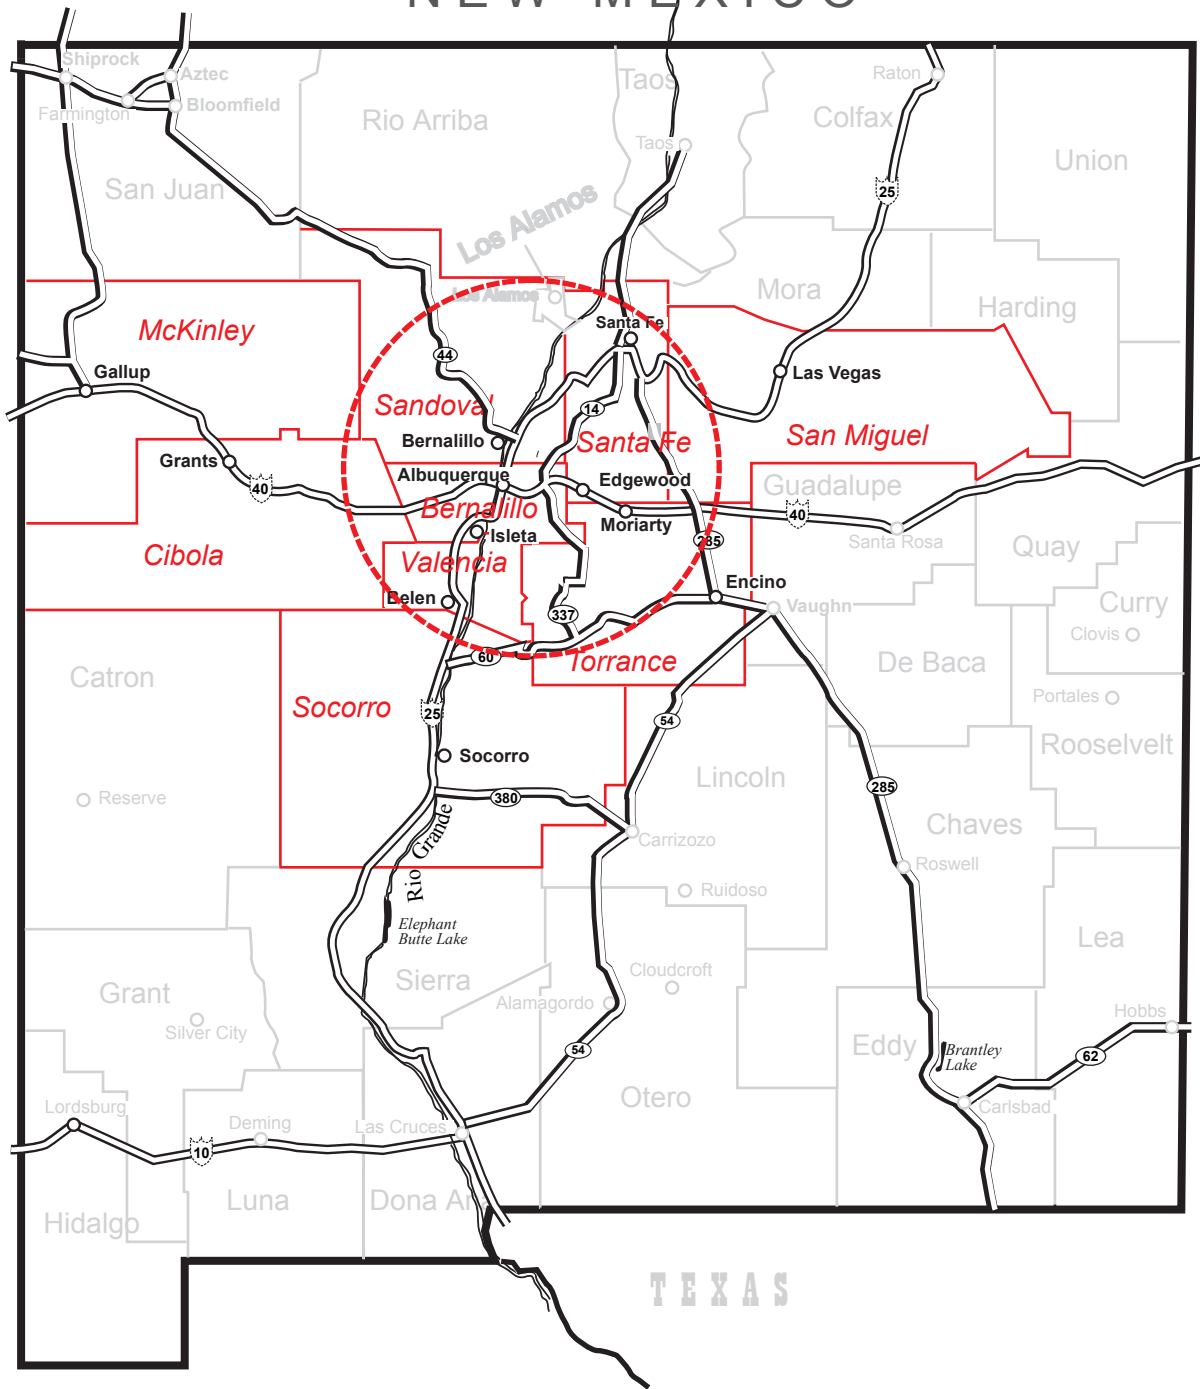 NEW MEXICO
Shiprock
Aztec
Farmington
Bloomfield
San Juan
Rio Arriba
Taos
Taos
Colfax
Raton
Union
25
Los Alamos
Los Alamos
Mora
Harding
McKinley
Santa Fe
44
Gallup
Las Vegas
Sandoval
14
Bernalillo
Santa Fe
San Miguel
Grants
Albuquerque
Edgewood
Guadalupe
40
Bernalillo
Moriarty
40
Isleta
Santa Rosa
Quay
Cibola
Valencia
285
Encino
Belen
337
Vaughn
Curry
Clovis
60
Torrance
De Baca
Catron
Portales
Socorro
25
54
Rooselvelt
Socorro
Lincoln
285
Reserve
380
Rio Grande
Carrizozo
Chaves
Roswell
Ruidoso
Elephant
Butte Lake
Lea
Sierra
Cloudcroft
Grant
Alamagordo
Silver City
Hobbs
54
Eddy
Brantley
Lake
62
Lordsburg
Deming
Las Cruces
Otero
Carlsbad
10
Luna
Dona Ana
Hidalgo
TEXAS